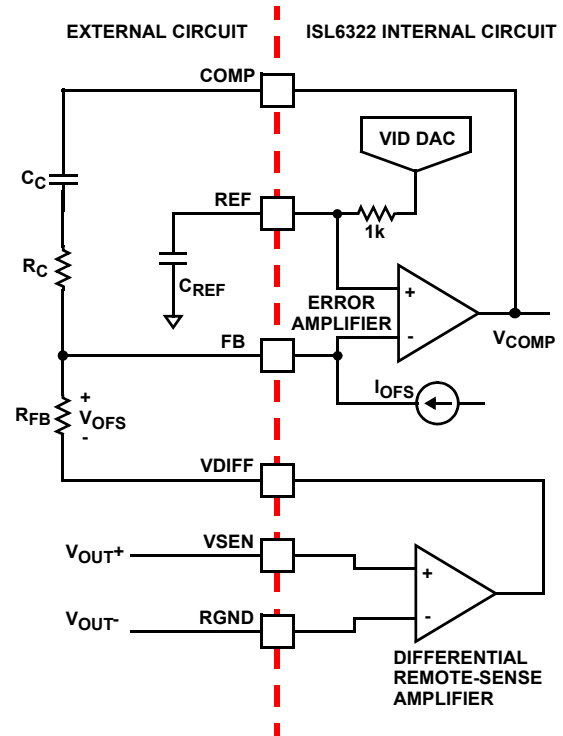 EXTERNAL CIRCUIT
ISL6322 INTERNAL CIRCUIT
COMP
VID DAC
CC
REF
1k
RC
CREF
ERROR
AMPLIFIER
+
-
FB
VCOMP
IOFS
RFB
+
VOFS
-
VDIFF
VOUT+
VSEN
+
VOUT-
RGND
-
DIFFERENTIAL
REMOTE-SENSE
AMPLIFIER